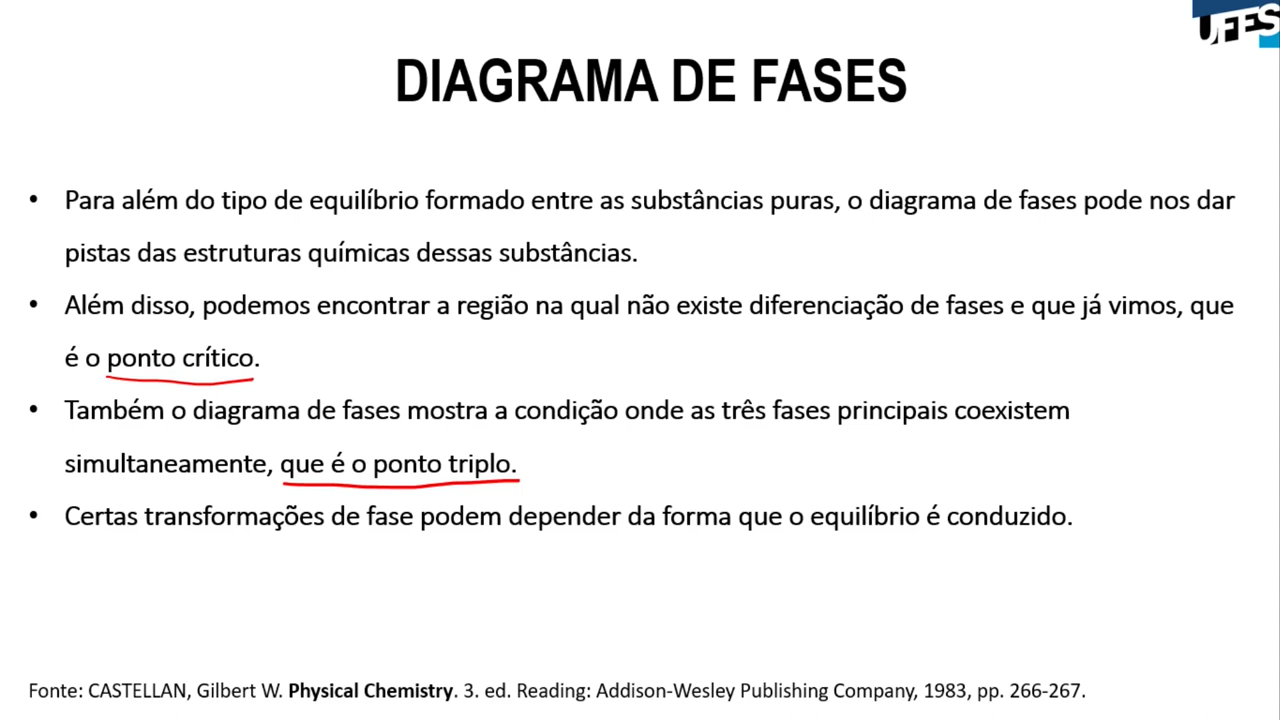 UFES
DIAGRAMA DE FASES
• Para além do tipo de equilíbrio formado entre as substâncias puras, o diagrama de fases pode nos dar
pistas das estruturas químicas dessas substâncias.
• Além disso, podemos encontrar a região na qual não existe diferenciação de fases e que já vimos, que
é o ponto crítico.
• Também o diagrama de fases mostra a condição onde as três fases principais coexistem
simultaneamente, que é o ponto triplo.
• Certas transformações de fase podem depender da forma que o equilíbrio é conduzido.
Fonte: CASTELLAN, Gilbert W. Physical Chemistry. 3. ed. Reading: Addison-Wesley Publishing Company, 1983, pp. 266-267.